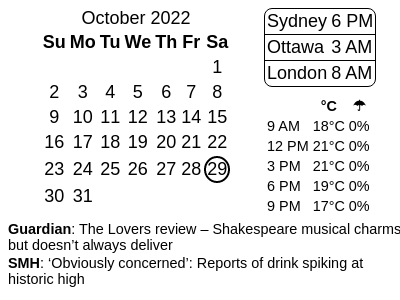 October 2022
Su Mo Tu We Th Fr Sa
1
2 3 4 5 6 7 8
9 10 11 12 13 14 15
16 17 18 19 20 21 22
23 24 25 26 27 28 29
30 31
Sydney 6 PM
Ottawa 3 AM
London 8 AM
°C ☂
9 AM 18°C 0%
12 PM 21°C 0%
3 PM 21°C 0%
6 PM 19°C 0%
9 PM 17°C 0%
Guardian: The Lovers review – Shakespeare musical charms
but doesn’t always deliver
SMH: ‘Obviously concerned’: Reports of drink spiking at
historic high